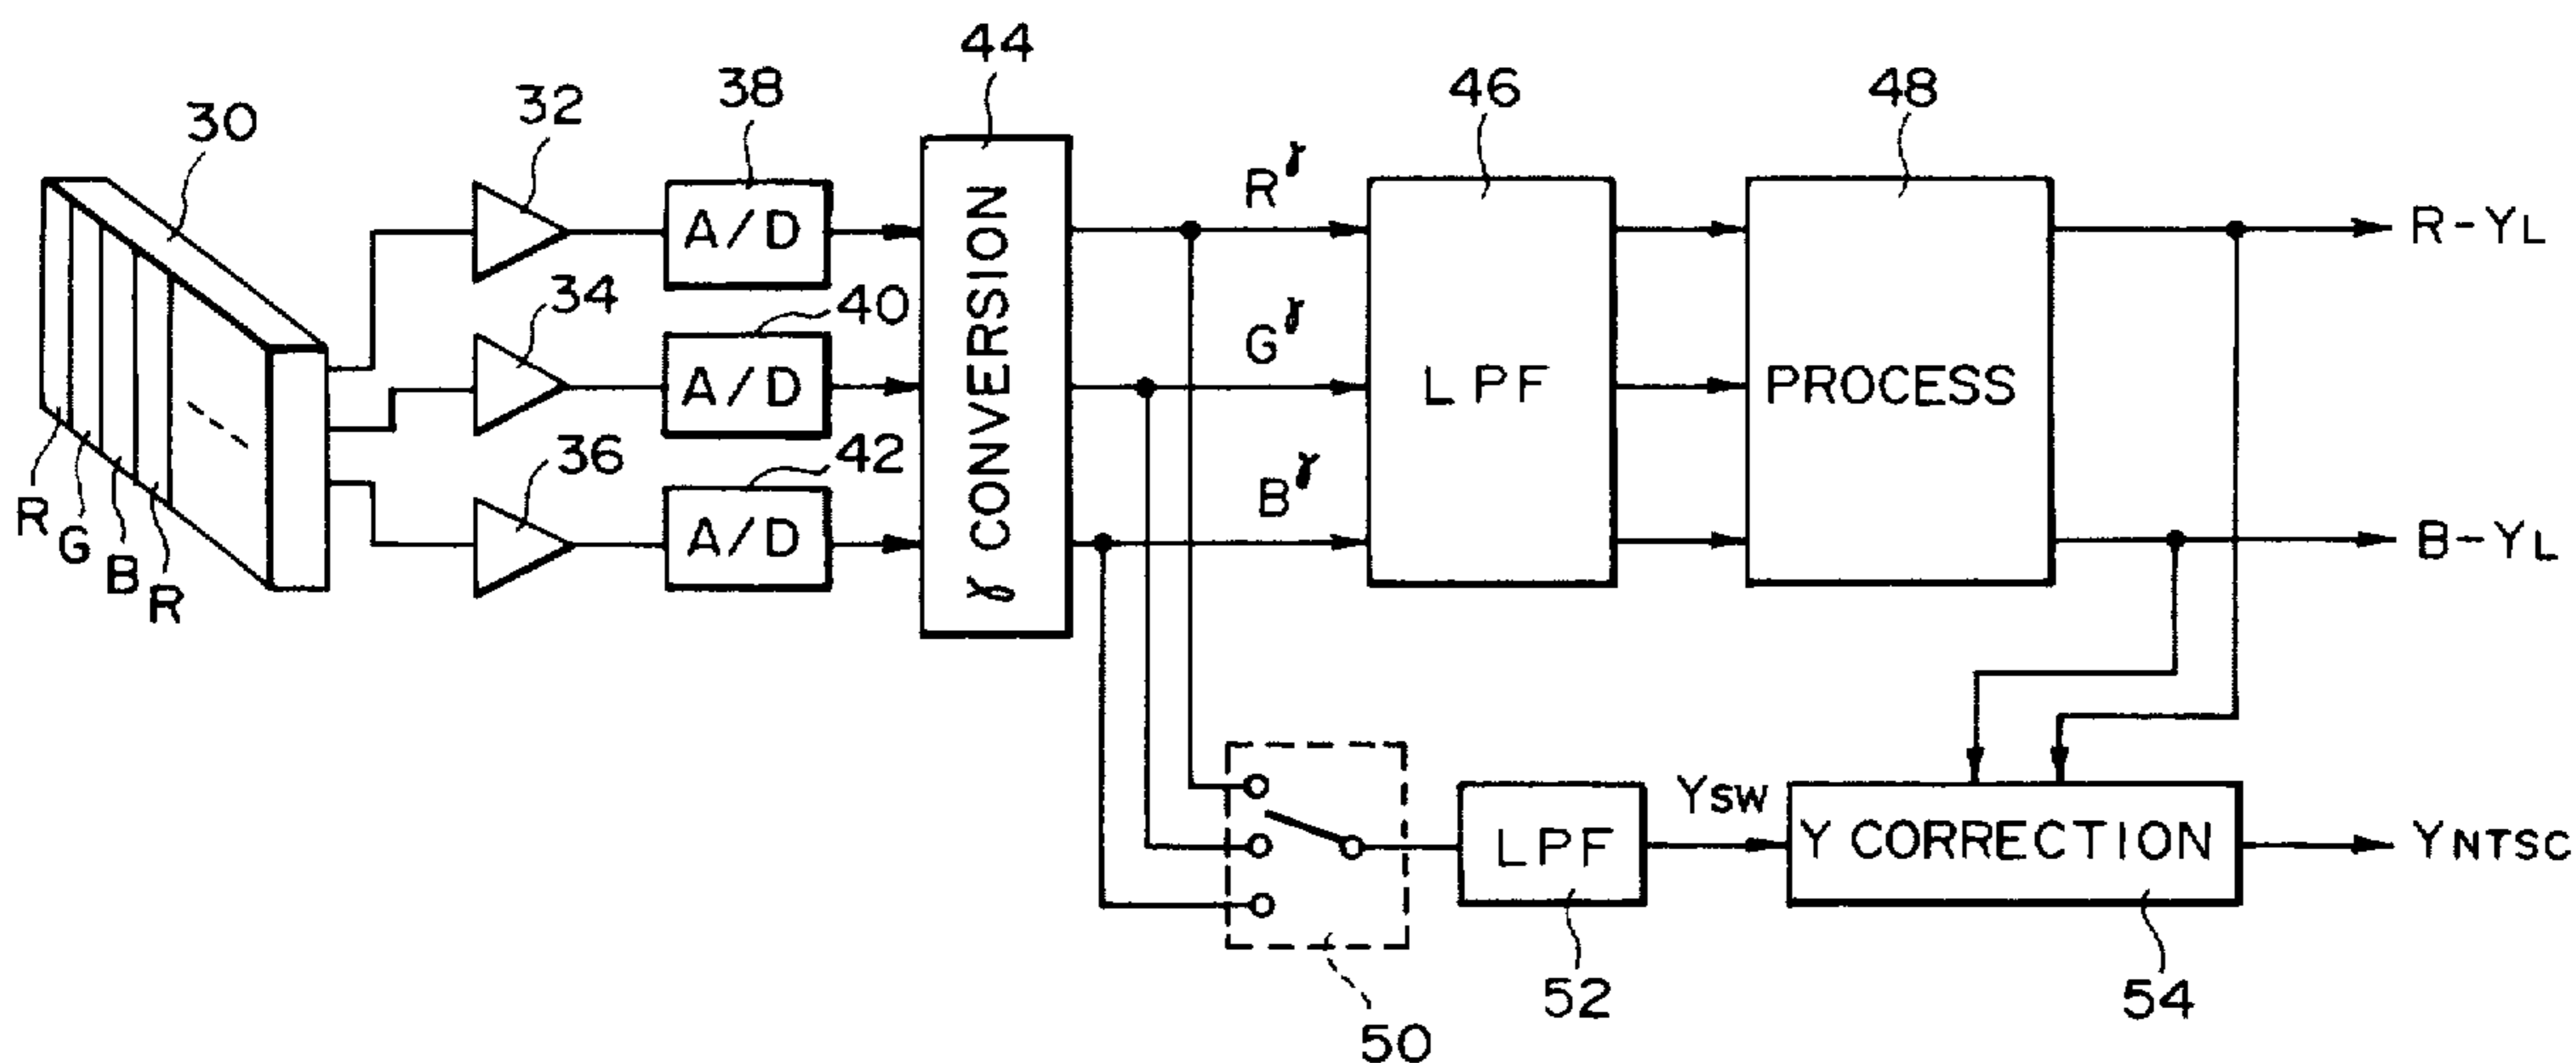 44
30
32
38
46
48
A/D
R^γ
R-YL
34
40
A/D
γ CONVERSION
G^γ
LPF
PROCESS
36
42
A/D
B^γ
B-YL
R
G
B
R
YSW
LPF
Y CORRECTION
YNTSC
50
52
54